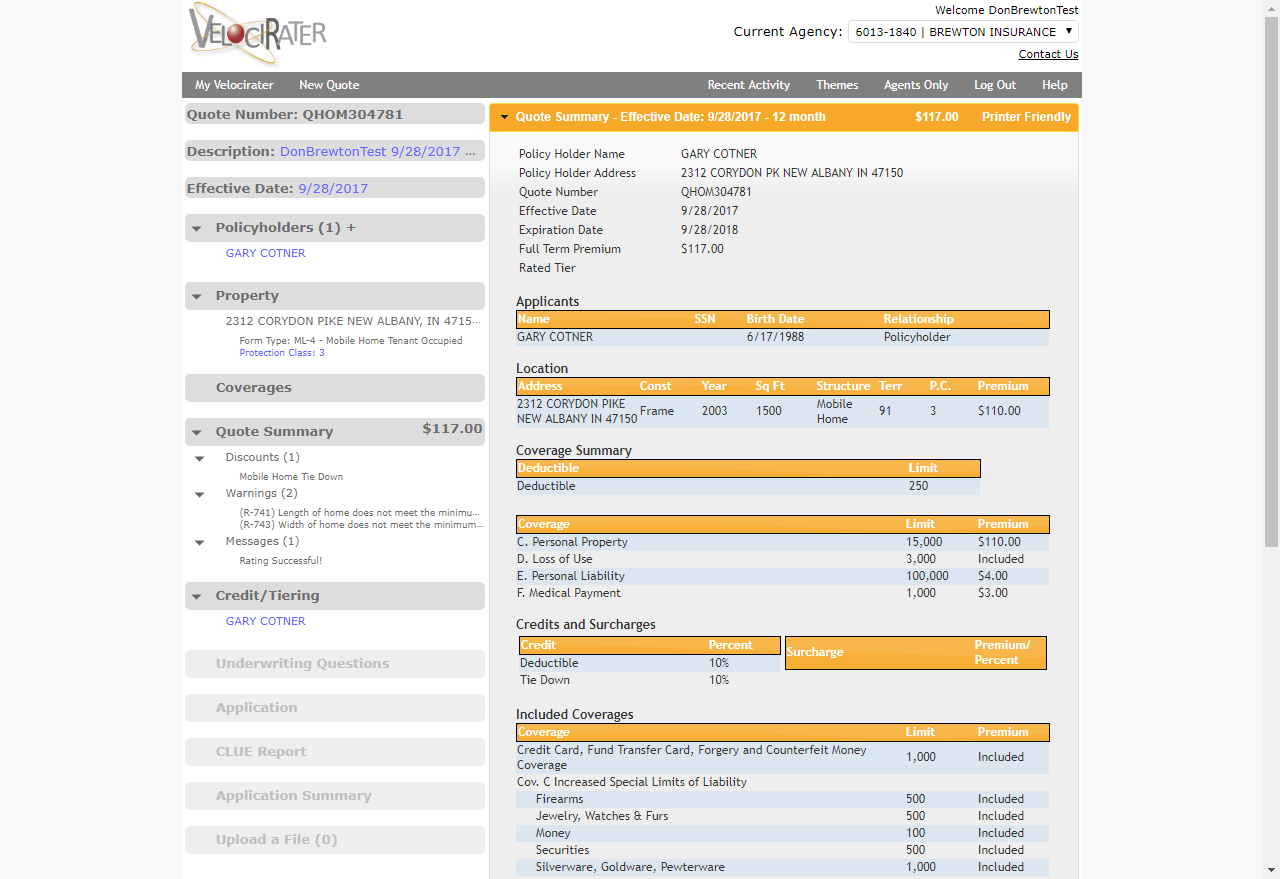 VELOCIRATER
Welcome DonBrewtonTest
Current Agency: 6013-1840 | BREWTON INSURANCE
Contact Us
My Velocirater New Quote Recent Activity Themes Agents Only Log Out Help
Quote Number: QHOM304781
Description: DonBrewtonTest 9/28/2017 ...
Effective Date: 9/28/2017
Policyholders (1) +
GARY COTNER
Property
2312 CORYDON PIKE NEW ALBANY, IN 4715...
Form Type: ML-4 - Mobile Home Tenant Occupied
Protection Class: 3
Coverages
Quote Summary $117.00
Discounts (1)
Mobile Home Tie Down
Warnings (2)
(R-741) Length of home does not meet the minimu...
(R-743) Width of home does not meet the minimum...
Messages (1)
Rating Successful!
Credit/Tiering
GARY COTNER
Underwriting Questions
Application
CLUE Report
Application Summary
Upload a File (0)
Quote Summary - Effective Date: 9/28/2017 - 12 month $117.00 Printer Friendly
Policy Holder Name GARY COTNER
Policy Holder Address 2312 CORYDON PK NEW ALBANY IN 47150
Quote Number QHOM304781
Effective Date 9/28/2017
Expiration Date 9/28/2018
Full Term Premium $117.00
Rated Tier
Applicants
Name SSN Birth Date Relationship
GARY COTNER 6/17/1988 Policyholder
Location
Address Const Year Sq Ft Structure Terr P.C. Premium
2312 CORYDON PIKE NEW ALBANY IN 47150 Frame 2003 1500 Mobile Home 91 3 $110.00
Coverage Summary
Deductible Limit
Deductible 250
Coverage Limit Premium
C. Personal Property 15,000 $110.00
D. Loss of Use 3,000 Included
E. Personal Liability 100,000 $4.00
F. Medical Payment 1,000 $3.00
Credits and Surcharges
Credit Percent
Deductible 10%
Tie Down 10%
Surcharge Premium/ Percent
Included Coverages
Coverage Limit Premium
Credit Card, Fund Transfer Card, Forgery and Counterfeit Money
Coverage 1,000 Included
Cov. C Increased Special Limits of Liability
Firearms 500 Included
Jewelry, Watches & Furs 500 Included
Money 100 Included
Securities 500 Included
Silverware, Goldware, Pewterware 1,000 Included